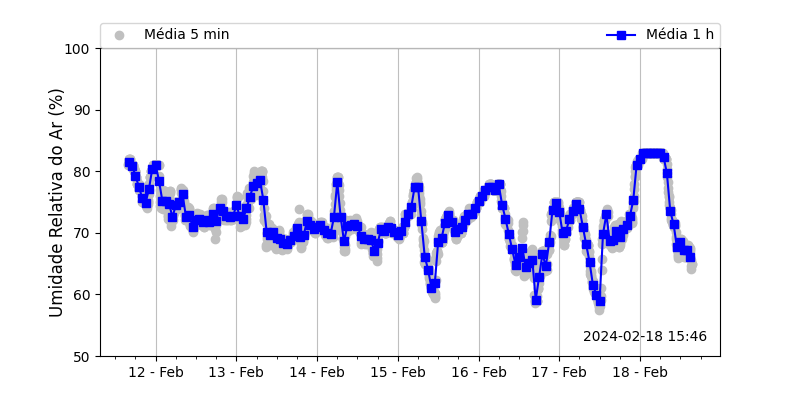 Média 5 min
Média 1 h
Umidade Relativa do Ar (%)
100
90
80
70
60
50
2024-02-18 15:46
12 - Feb
13 - Feb
14 - Feb
15 - Feb
16 - Feb
17 - Feb
18 - Feb